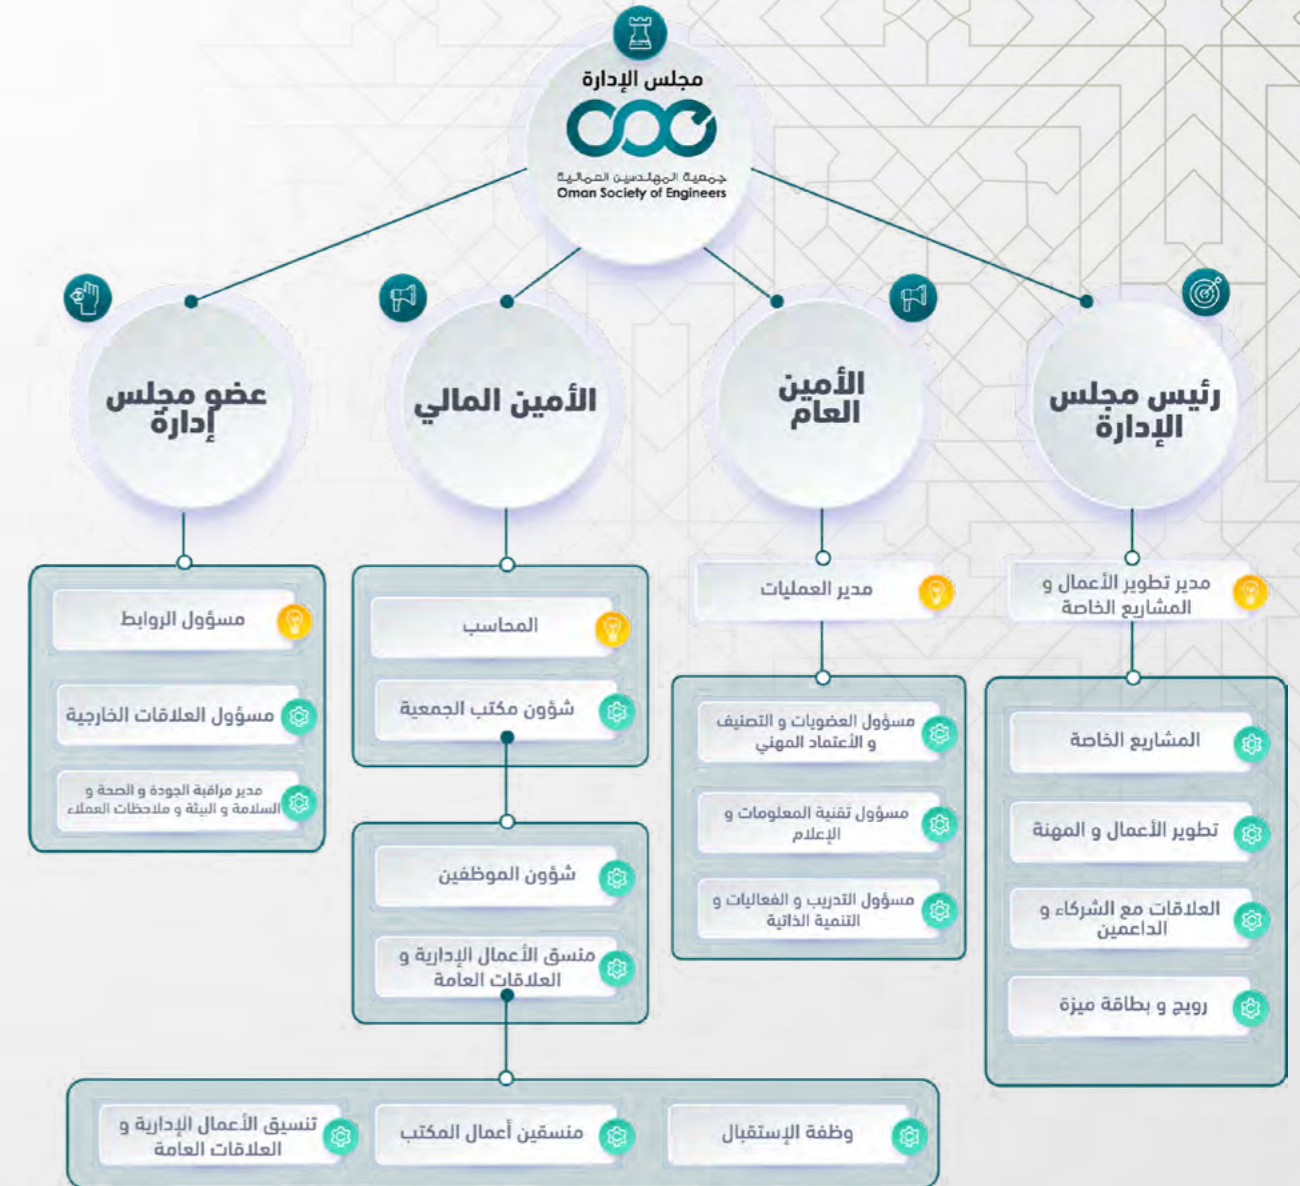 مجلس الإدارة
جمعية المهندسين العمانية
Oman Society of Engineers
رئيس مجلس
الإدارة
الأمين
العام
الأمين المالي
عضو مجلس
إدارة
مدير تطوير الأعمال و
المشاريع الخاصة
المشاريع الخاصة
تطوير الأعمال و المهنة
العلاقات مع الشركاء و
الداعمين
رويج و بطاقة ميزة
مدير العمليات
مسؤول العضويات و التصنيف
و الأعتماد المهني
مسؤول تقنية المعلومات و
الإعلام
مسؤول التدريب و الفعاليات و
التنمية الذاتية
المحاسب
شؤون مكتب الجمعية
شؤون الموظفين
منسق الأعمال الإدارية و
العلاقات العامة
مسؤول الروابط
مسؤول العلاقات الخارجية
مدير مراقبة الجودة و الصحة و
السلامة و البيئة و ملاحظات العملاء
وظفة الإستقبال
منسقين أعمال المكتب
تنسيق الأعمال الإدارية و
العلاقات العامة